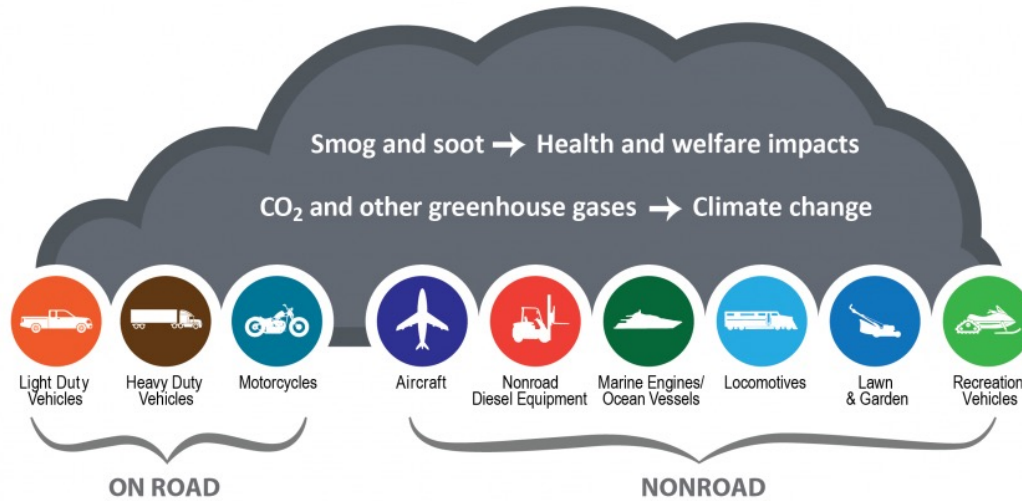 Smog and soot → Health and welfare impacts
CO₂ and other greenhouse gases → Climate change
Light Duty
Vehicles
Heavy Duty
Vehicles
Motorcycles
Aircraft
Nonroad
Diesel Equipment
Marine Engines/
Ocean Vessels
Locomotives
Lawn
& Garden
Recreation
Vehicles
ON ROAD
NONROAD